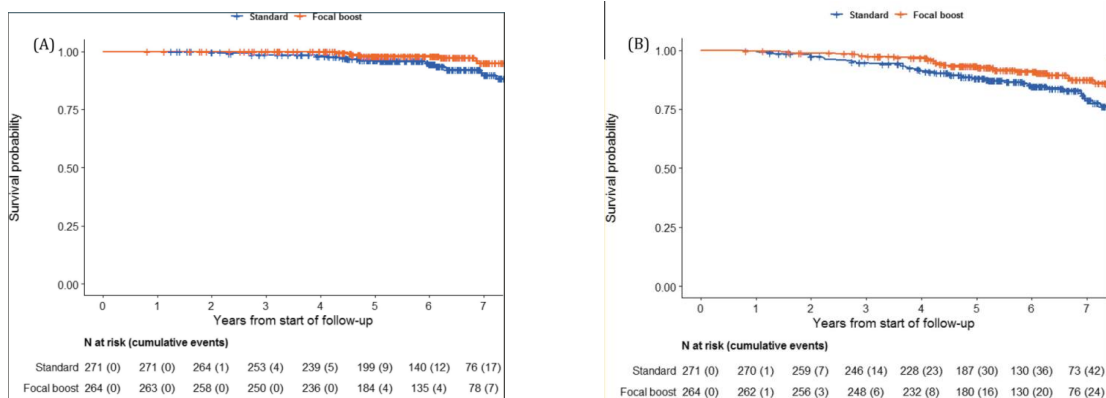 Standard Focal boost
(A)
Survival probability
1.00
0.75
0.50
0.25
0.00
0 1 2 3 4 5 6 7
Years from start of follow-up
N at risk (cumulative events)
Standard 271 (0) 271 (0) 264 (1) 253 (4) 239 (5) 199 (9) 140 (12) 76 (17)
Focal boost 264 (0) 263 (0) 258 (0) 250 (0) 236 (0) 184 (4) 135 (4) 78 (7)
Standard Focal boost
(B)
Survival probability
1.00
0.75
0.50
0.25
0.00
0 1 2 3 4 5 6 7
Years from start of follow-up
N at risk (cumulative events)
Standard 271 (0) 270 (1) 259 (7) 246 (14) 228 (23) 187 (30) 130 (36) 73 (42)
Focal boost 264 (0) 262 (1) 256 (3) 248 (6) 232 (8) 180 (16) 130 (20) 76 (24)